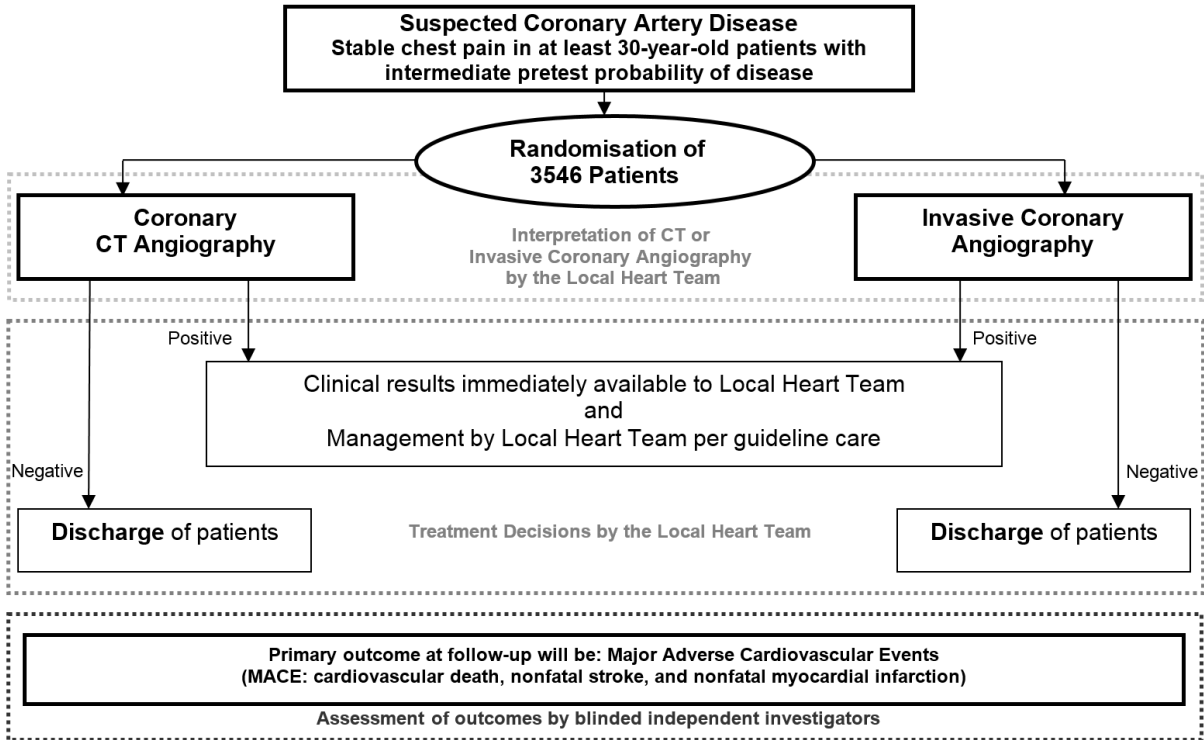 Suspected Coronary Artery Disease
Stable chest pain in at least 30-year-old patients with
intermediate pretest probability of disease
Randomisation of
3546 Patients
Coronary
CT Angiography
Interpretation of CT or
Invasive Coronary Angiography
by the Local Heart Team
Invasive Coronary
Angiography
Positive
Positive
Clinical results immediately available to Local Heart Team
and
Management by Local Heart Team per guideline care
Negative
Negative
Discharge of patients
Treatment Decisions by the Local Heart Team
Discharge of patients
Primary outcome at follow-up will be: Major Adverse Cardiovascular Events
(MACE: cardiovascular death, nonfatal stroke, and nonfatal myocardial infarction)
Assessment of outcomes by blinded independent investigators